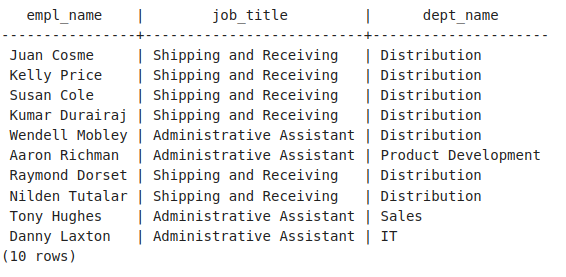 empl_name    |        job_title         |      dept_name
----------------+--------------------------+---------------------
 Juan Cosme     | Shipping and Receiving   | Distribution
 Kelly Price    | Shipping and Receiving   | Distribution
 Susan Cole     | Shipping and Receiving   | Distribution
 Kumar Durairaj | Shipping and Receiving   | Distribution
 Wendell Mobley | Administrative Assistant | Distribution
 Aaron Richman  | Administrative Assistant | Product Development
 Raymond Dorset | Shipping and Receiving   | Distribution
 Nilden Tutalar | Shipping and Receiving   | Distribution
 Tony Hughes    | Administrative Assistant | Sales
 Danny Laxton   | Administrative Assistant | IT
(10 rows)